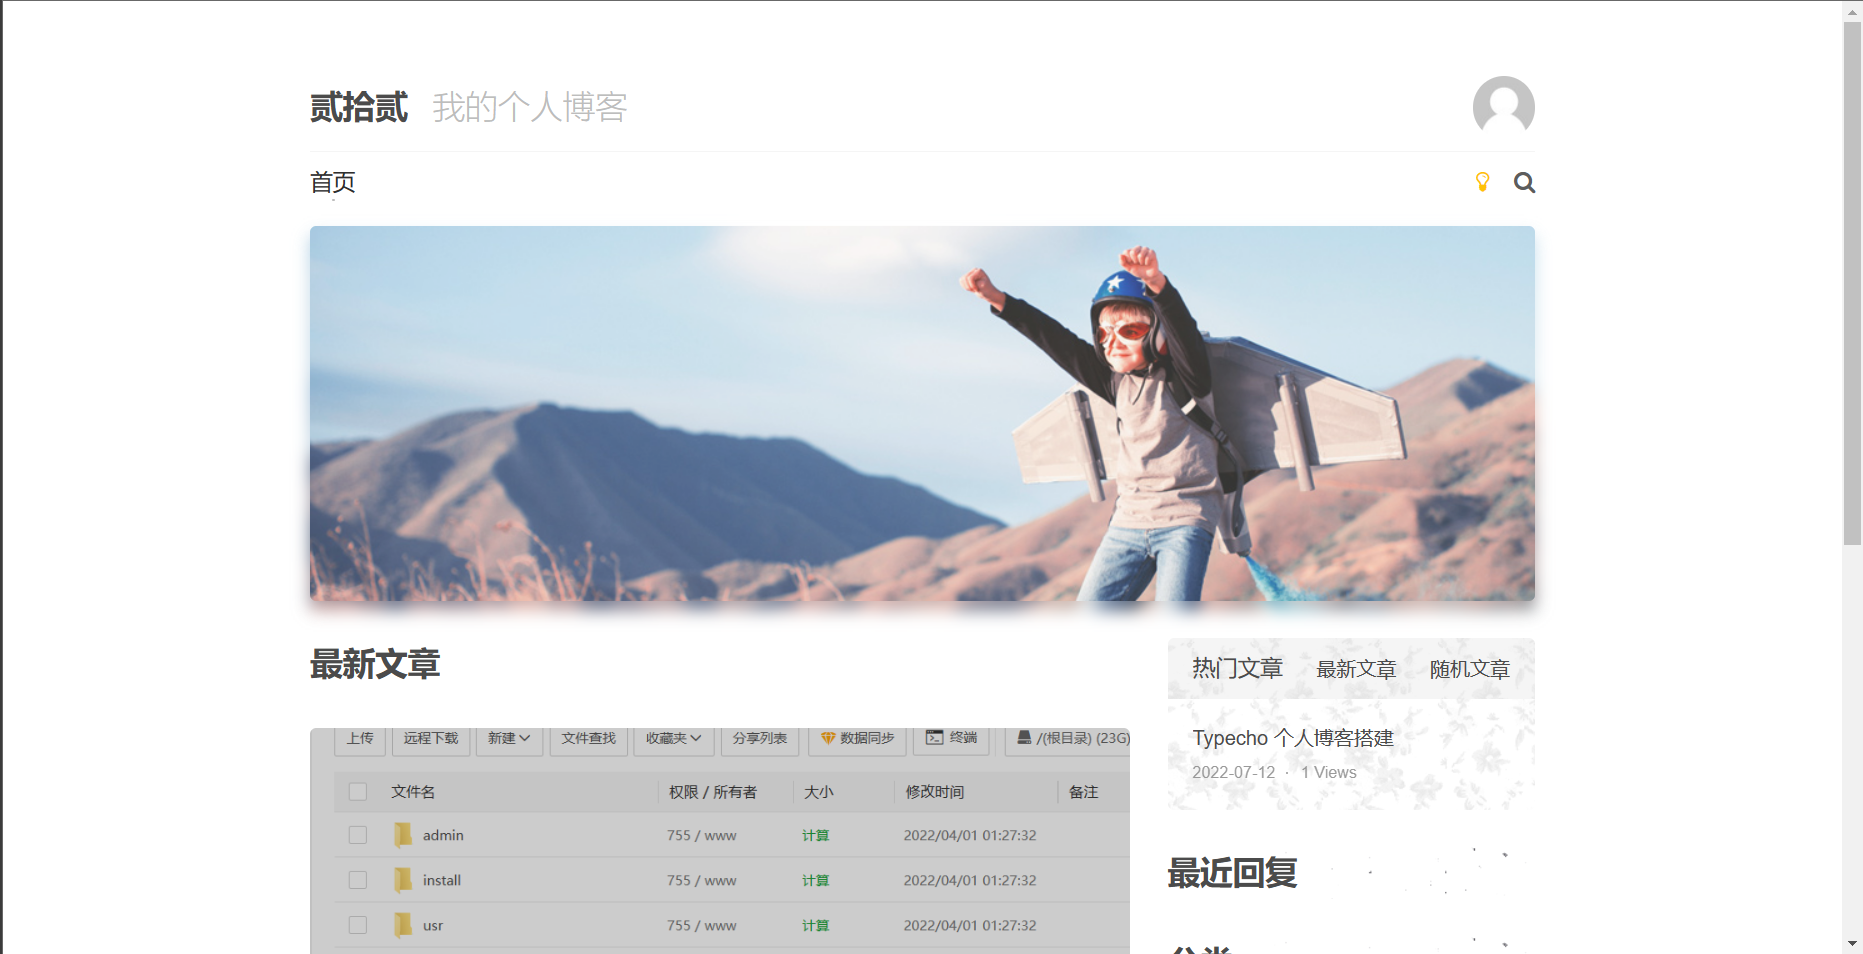 贰拾贰 我的个人博客
首页
最新文章
上传 远程下载 新建 文件查找 收藏夹 分享列表 数据同步 终端 /(根目录) (23G)
文件名 权限 / 所有者 大小 修改时间 备注
admin 755 / www 计算 2022/04/01 01:27:32
install 755 / www 计算 2022/04/01 01:27:32
usr 755 / www 计算 2022/04/01 01:27:32
热门文章 最新文章 随机文章
Typecho 个人博客搭建
2022-07-12 · 1 Views
最近回复